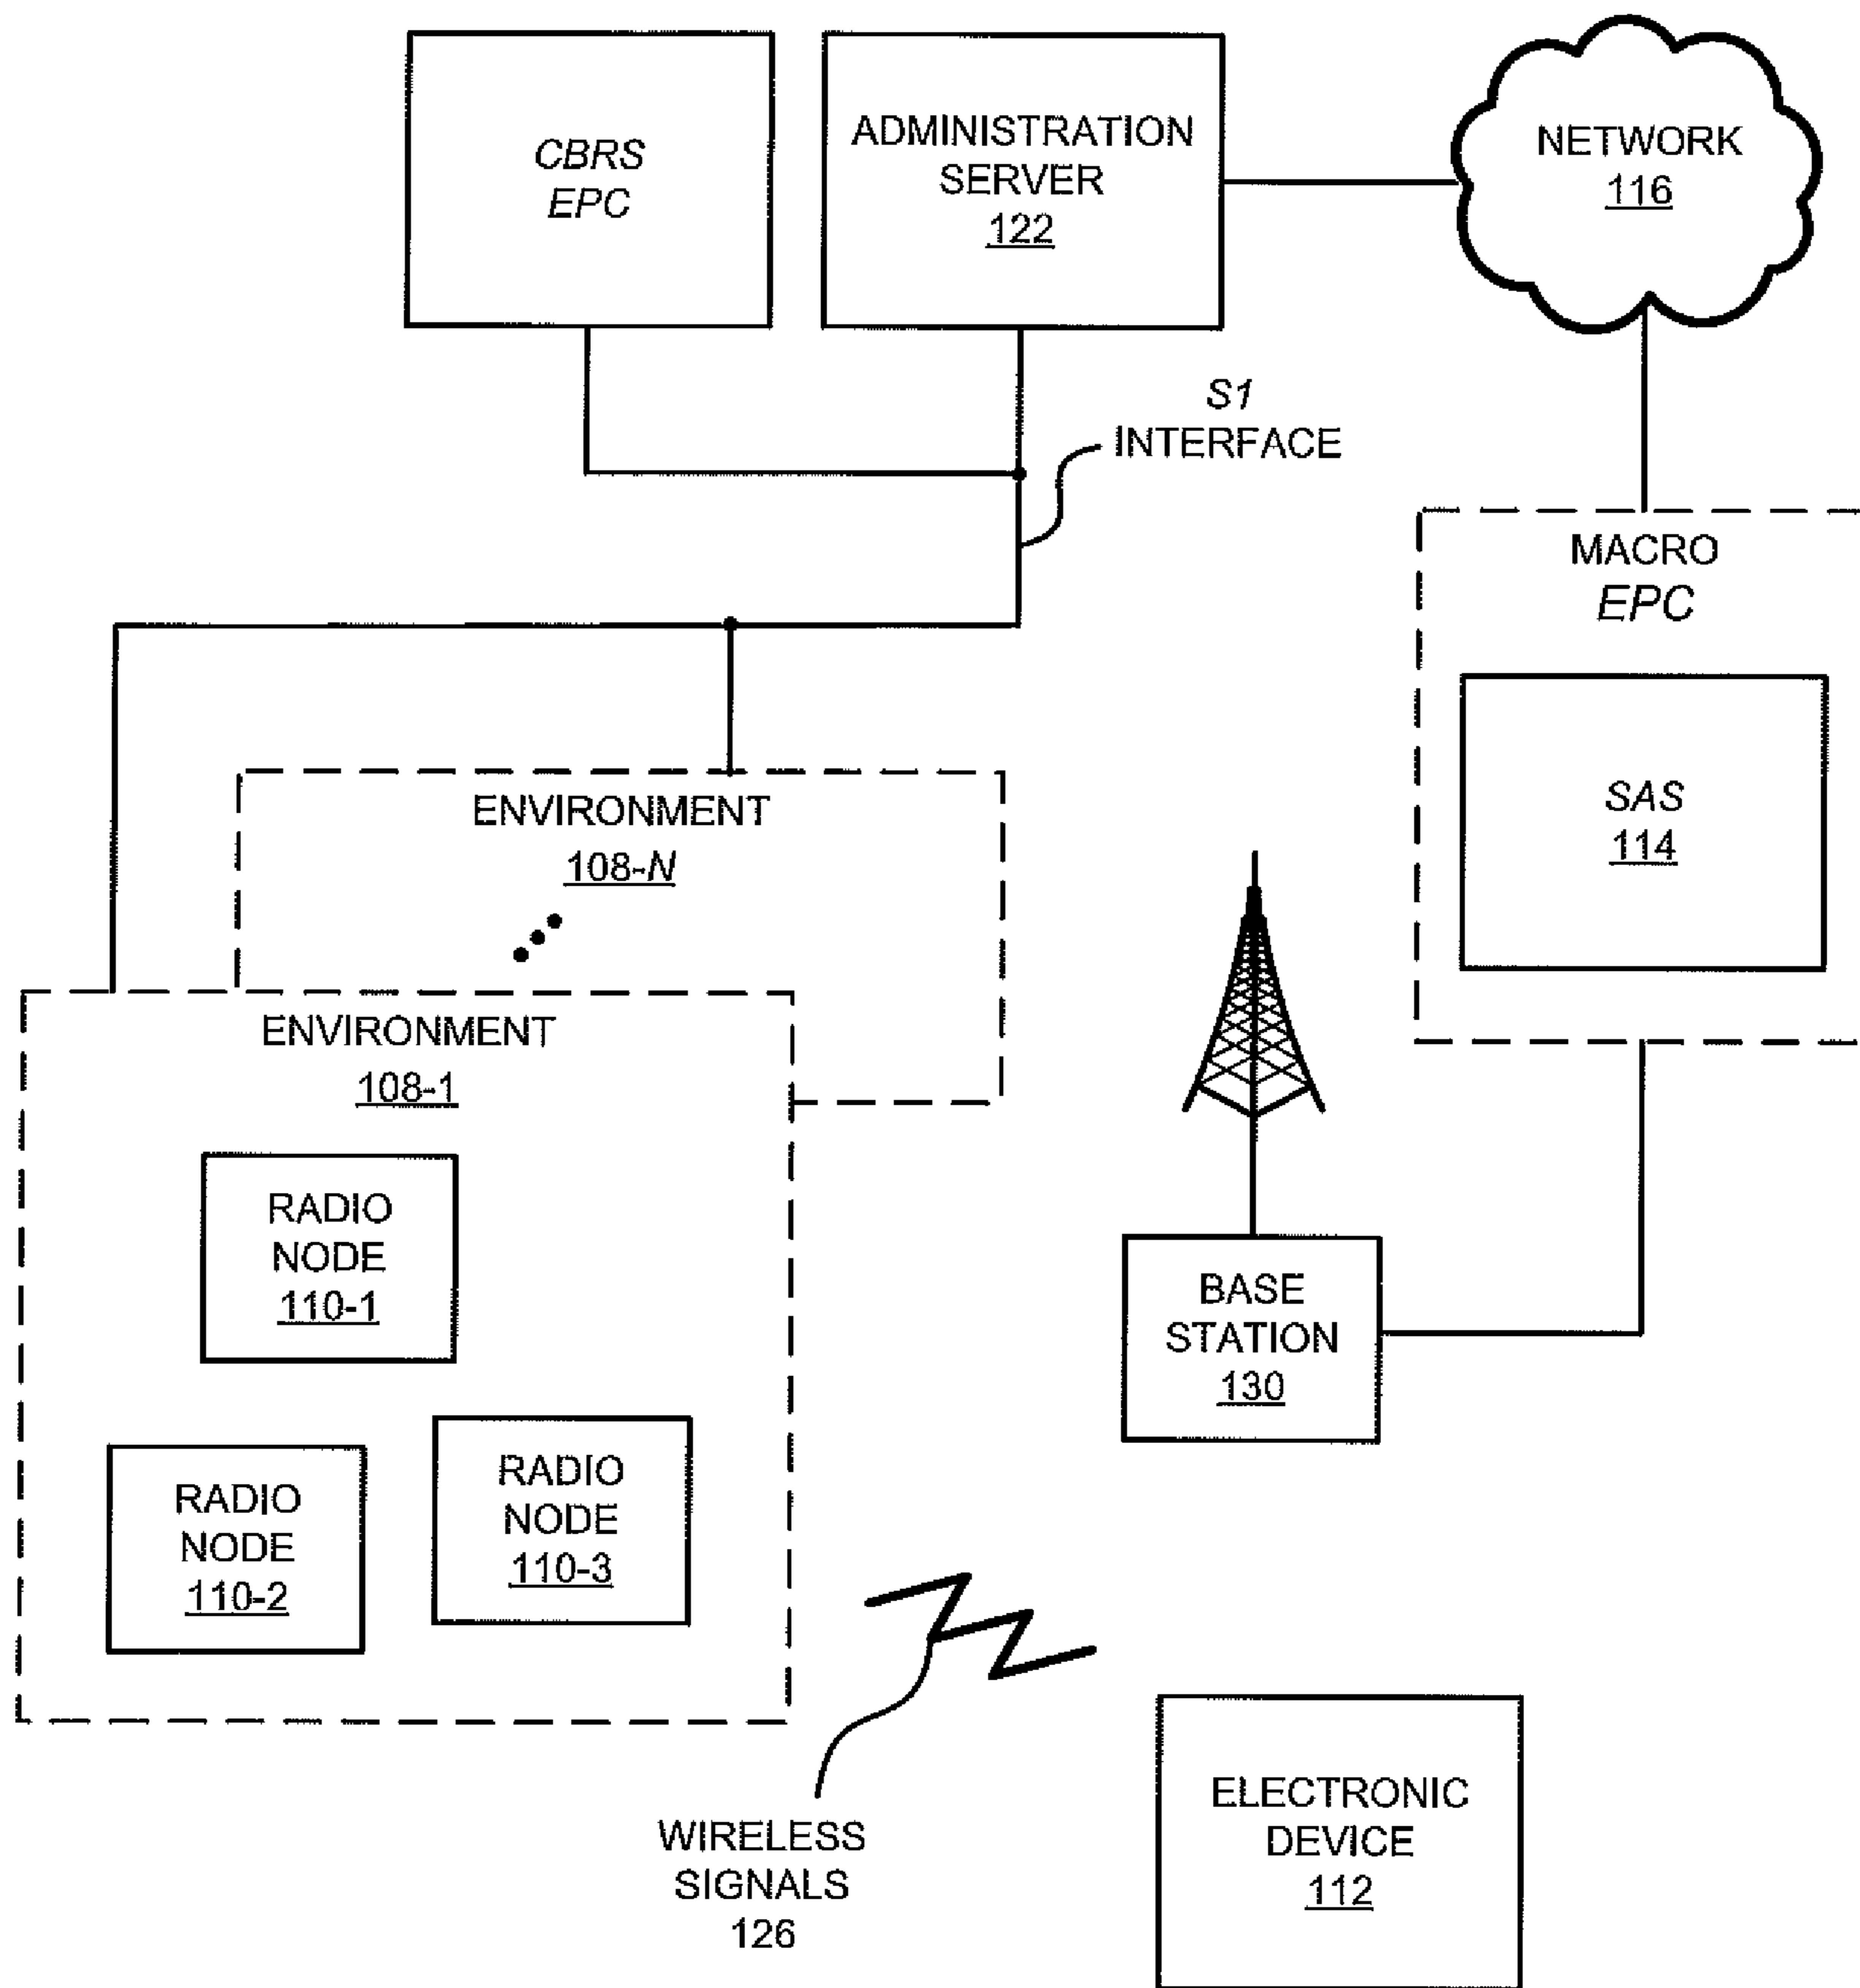 CBRS
EPC
ADMINISTRATION
SERVER
122
NETWORK
116
S1
INTERFACE
MACRO
EPC
SAS
114
ENVIRONMENT
108-N
ENVIRONMENT
108-1
RADIO
NODE
110-1
RADIO
NODE
110-2
RADIO
NODE
110-3
BASE
STATION
130
WIRELESS
SIGNALS
126
ELECTRONIC
DEVICE
112